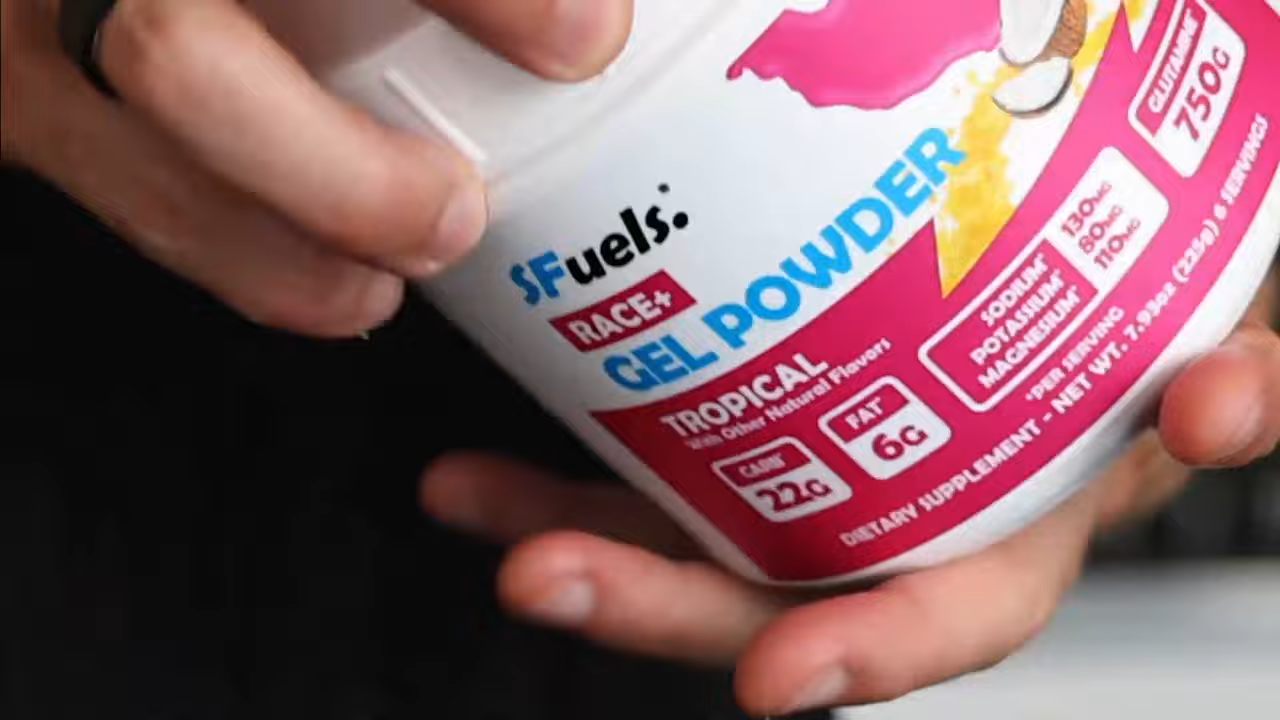 SFuels.
RACE+
GEL POWDER
TROPICAL
With Other Natural Flavors
CARB*
22G
FAT*
6G
SODIUM* 130MG
POTASSIUM* 80MG
MAGNESIUM* 110MG
GLUTAMINE*
750G
*PER SERVING
DIETARY SUPPLEMENT - NET WT. 7.93oz (225g) 6 SERVINGS